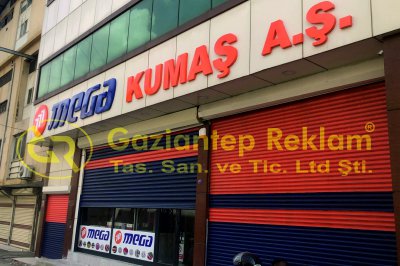 mega KUMAŞ A.Ş.
Gaziantep Reklam®
Tas. San. ve Tic. Ltd Şti.
mega mega